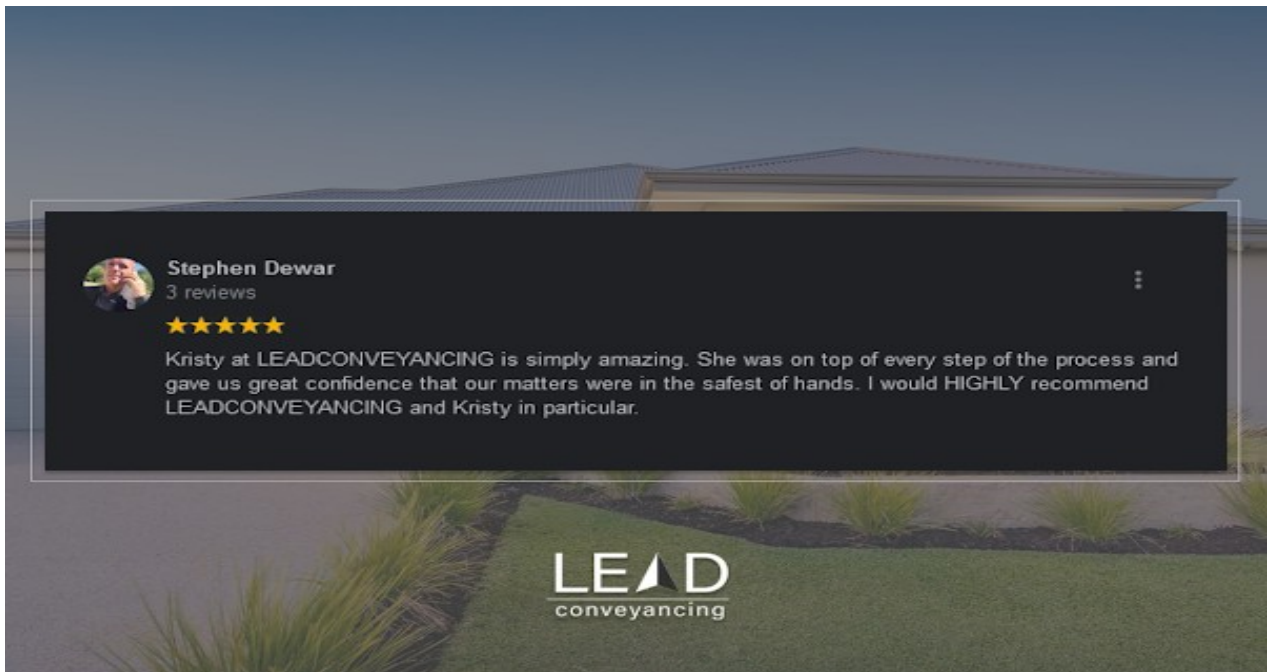 Stephen Dewar
3 reviews
Kristy at LEADCONVEYANCING is simply amazing. She was on top of every step of the process and
gave us great confidence that our matters were in the safest of hands. I would HIGHLY recommend
LEADCONVEYANCING and Kristy in particular.
LEAD
conveyancing